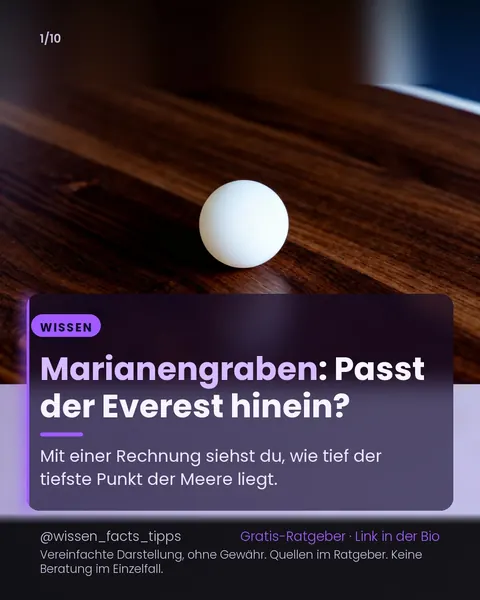 1/10
WISSEN
Marianengraben: Passt
der Everest hinein?
Mit einer Rechnung siehst du, wie tief der
tiefste Punkt der Meere liegt.
@wissen_facts_tipps
Gratis-Ratgeber · Link in der Bio
Vereinfachte Darstellung, ohne Gewähr. Quellen im Ratgeber. Keine
Beratung im Einzelfall.